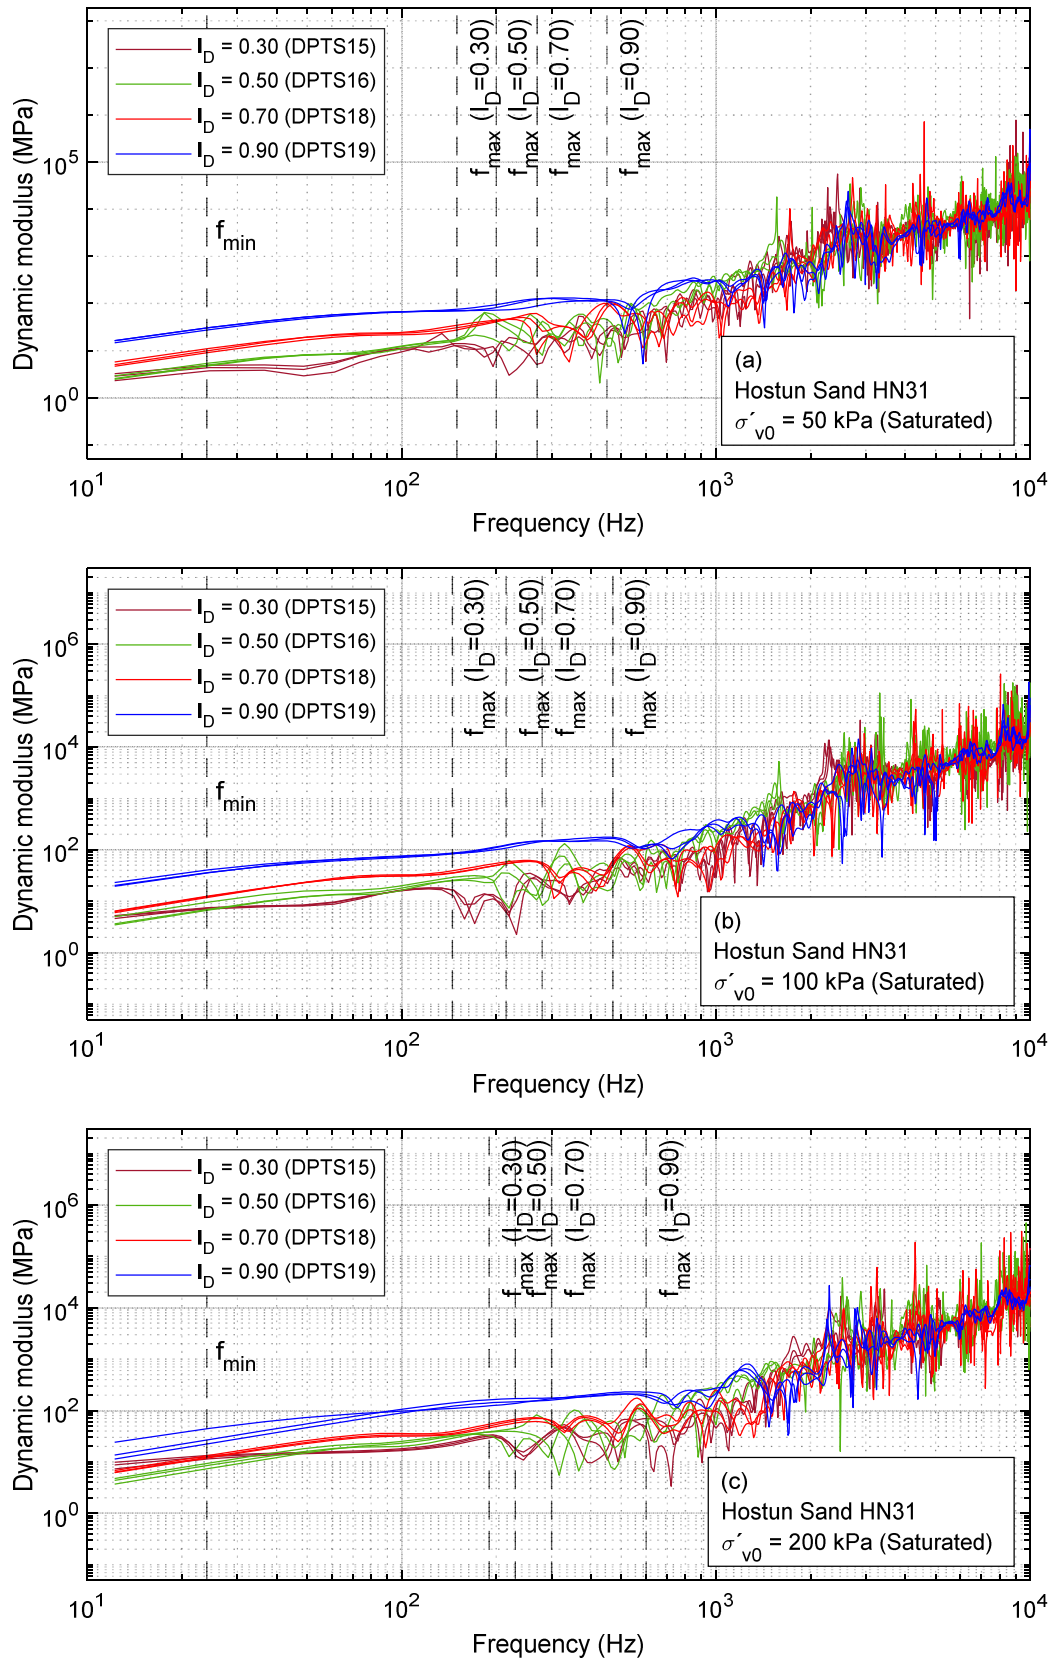 I_D = 0.30 (DPTS15)
I_D = 0.50 (DPTS16)
I_D = 0.70 (DPTS18)
I_D = 0.90 (DPTS19)
f_max (I_D=0.30)
f_max (I_D=0.50)
f_max (I_D=0.70)
f_max (I_D=0.90)
f_min
10^5
10^0
Dynamic modulus (MPa)
(a)
Hostun Sand HN31
σ´_v0 = 50 kPa (Saturated)
10^1 10^2 10^3 10^4
Frequency (Hz)
I_D = 0.30 (DPTS15)
I_D = 0.50 (DPTS16)
I_D = 0.70 (DPTS18)
I_D = 0.90 (DPTS19)
f_max (I_D=0.30)
f_max (I_D=0.50)
f_max (I_D=0.70)
f_max (I_D=0.90)
f_min
10^6
10^4
10^2
10^0
Dynamic modulus (MPa)
(b)
Hostun Sand HN31
σ´_v0 = 100 kPa (Saturated)
10^1 10^2 10^3 10^4
Frequency (Hz)
I_D = 0.30 (DPTS15)
I_D = 0.50 (DPTS16)
I_D = 0.70 (DPTS18)
I_D = 0.90 (DPTS19)
f_max (I_D=0.30)
f_max (I_D=0.50)
f_max (I_D=0.70)
f_max (I_D=0.90)
f_min
10^6
10^4
10^2
10^0
Dynamic modulus (MPa)
(c)
Hostun Sand HN31
σ´_v0 = 200 kPa (Saturated)
10^1 10^2 10^3 10^4
Frequency (Hz)